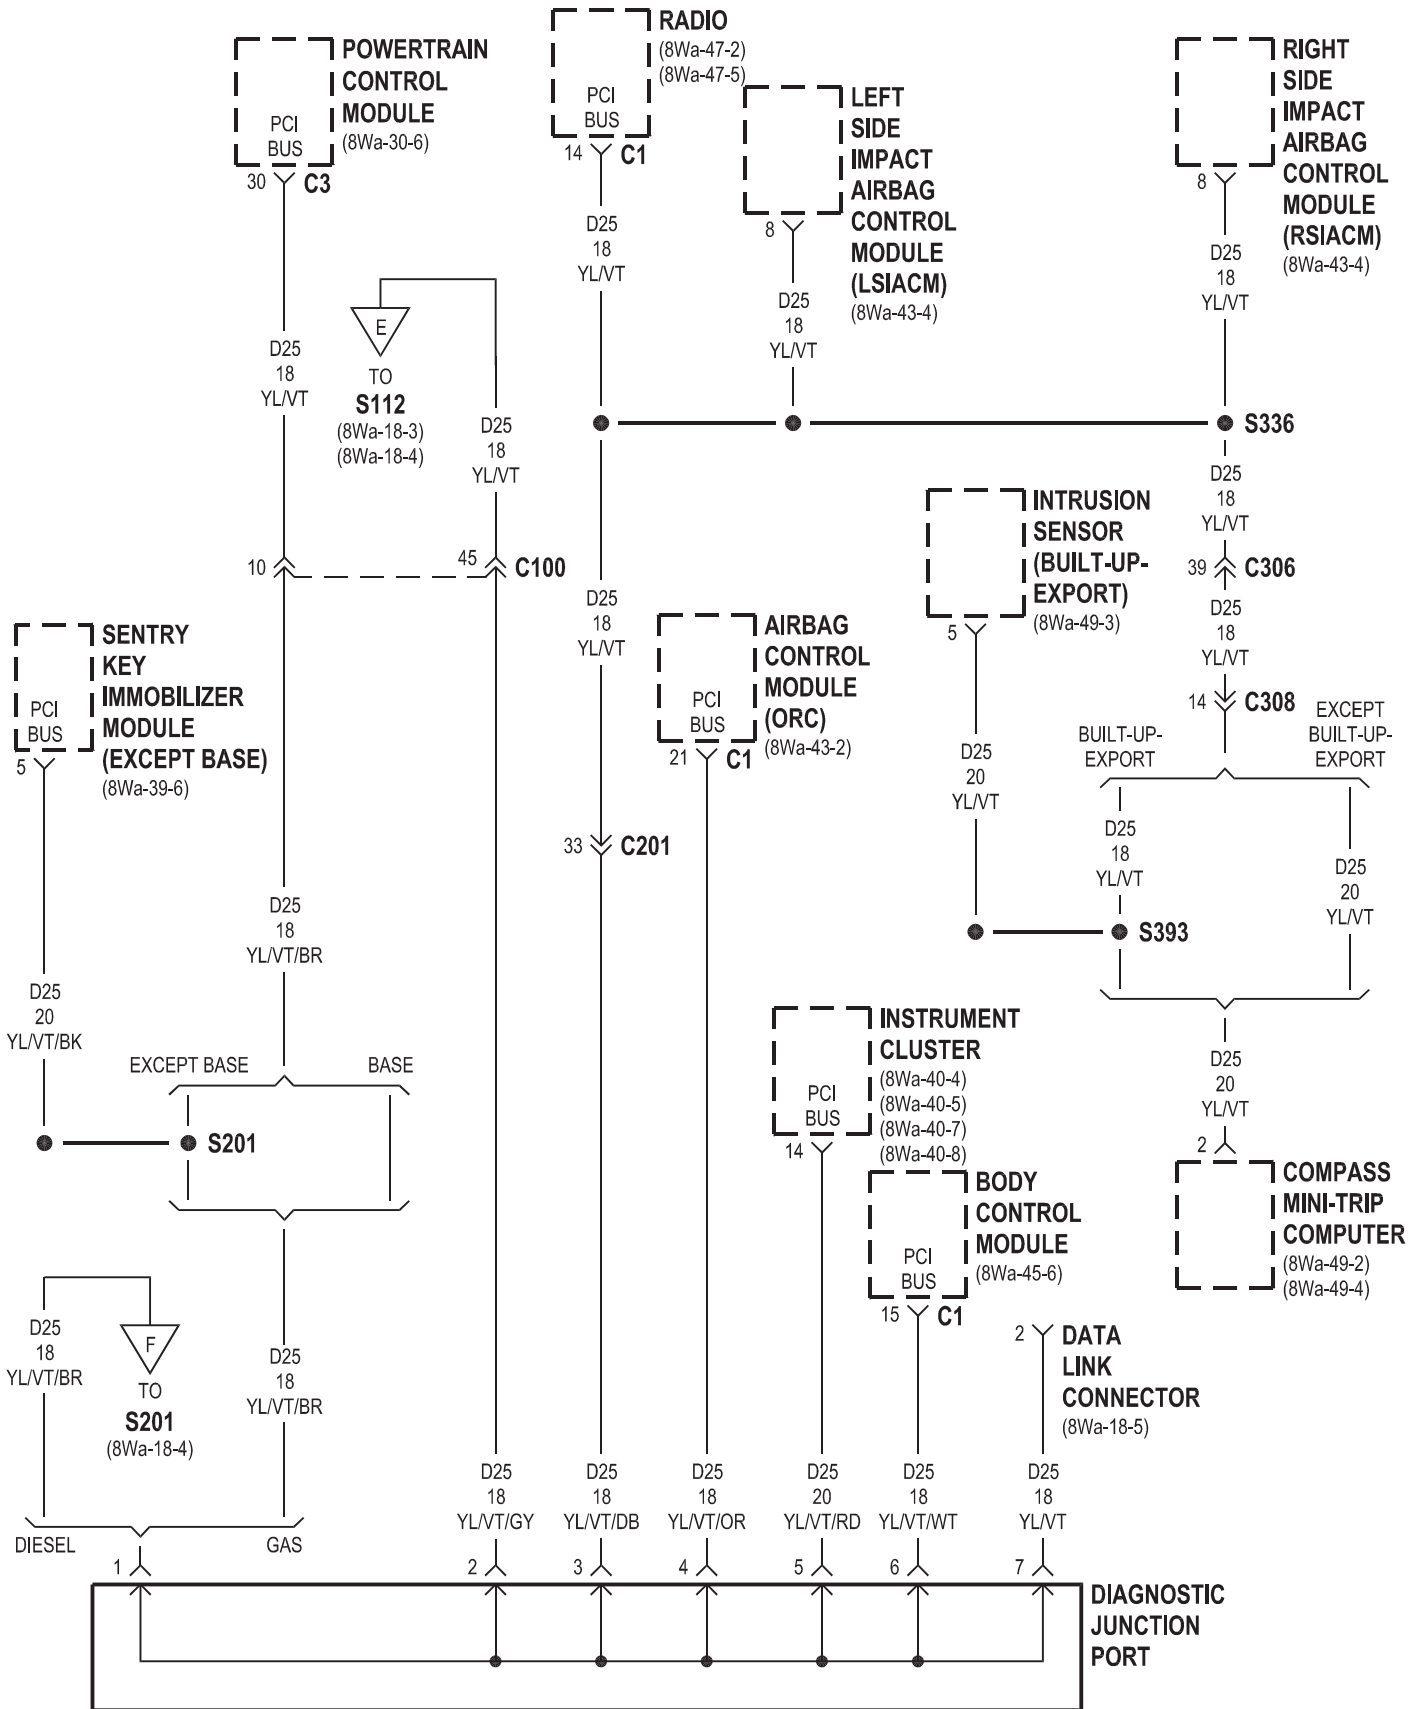 RADIO
(8Wa-47-2)
(8Wa-47-5)
PCI
BUS
14
C1
D25
18
YL/VT
POWERTRAIN
CONTROL
MODULE
(8Wa-30-6)
PCI
BUS
30
C3
D25
18
YL/VT
LEFT
SIDE
IMPACT
AIRBAG
CONTROL
MODULE
(LSIACM)
(8Wa-43-4)
8
D25
18
YL/VT
RIGHT
SIDE
IMPACT
AIRBAG
CONTROL
MODULE
(RSIACM)
(8Wa-43-4)
8
D25
18
YL/VT
E
TO
S112
(8Wa-18-3)
(8Wa-18-4)
D25
18
YL/VT
S336
D25
18
YL/VT
10
45
C100
39
C306
D25
18
YL/VT
14
C308
INTRUSION
SENSOR
(BUILT-UP-
EXPORT)
(8Wa-49-3)
5
D25
20
YL/VT
D25
18
YL/VT
AIRBAG
CONTROL
MODULE
(ORC)
(8Wa-43-2)
PCI
BUS
21
C1
SENTRY
KEY
IMMOBILIZER
MODULE
(EXCEPT BASE)
(8Wa-39-6)
PCI
BUS
5
BUILT-UP-
EXPORT
EXCEPT
BUILT-UP-
EXPORT
D25
18
YL/VT
D25
20
YL/VT
33
C201
S393
D25
18
YL/VT/BR
D25
20
YL/VT/BK
EXCEPT BASE
BASE
S201
INSTRUMENT
CLUSTER
(8Wa-40-4)
(8Wa-40-5)
(8Wa-40-7)
(8Wa-40-8)
PCI
BUS
14
D25
20
YL/VT
2
COMPASS
MINI-TRIP
COMPUTER
(8Wa-49-2)
(8Wa-49-4)
BODY
CONTROL
MODULE
(8Wa-45-6)
PCI
BUS
15
C1
2
DATA
LINK
CONNECTOR
(8Wa-18-5)
D25
18
YL/VT/BR
F
TO
S201
(8Wa-18-4)
D25
18
YL/VT/BR
DIESEL
GAS
D25
18
YL/VT/GY
D25
18
YL/VT/DB
D25
18
YL/VT/OR
D25
20
YL/VT/RD
D25
18
YL/VT/WT
D25
18
YL/VT
1
2
3
4
5
6
7
DIAGNOSTIC
JUNCTION
PORT